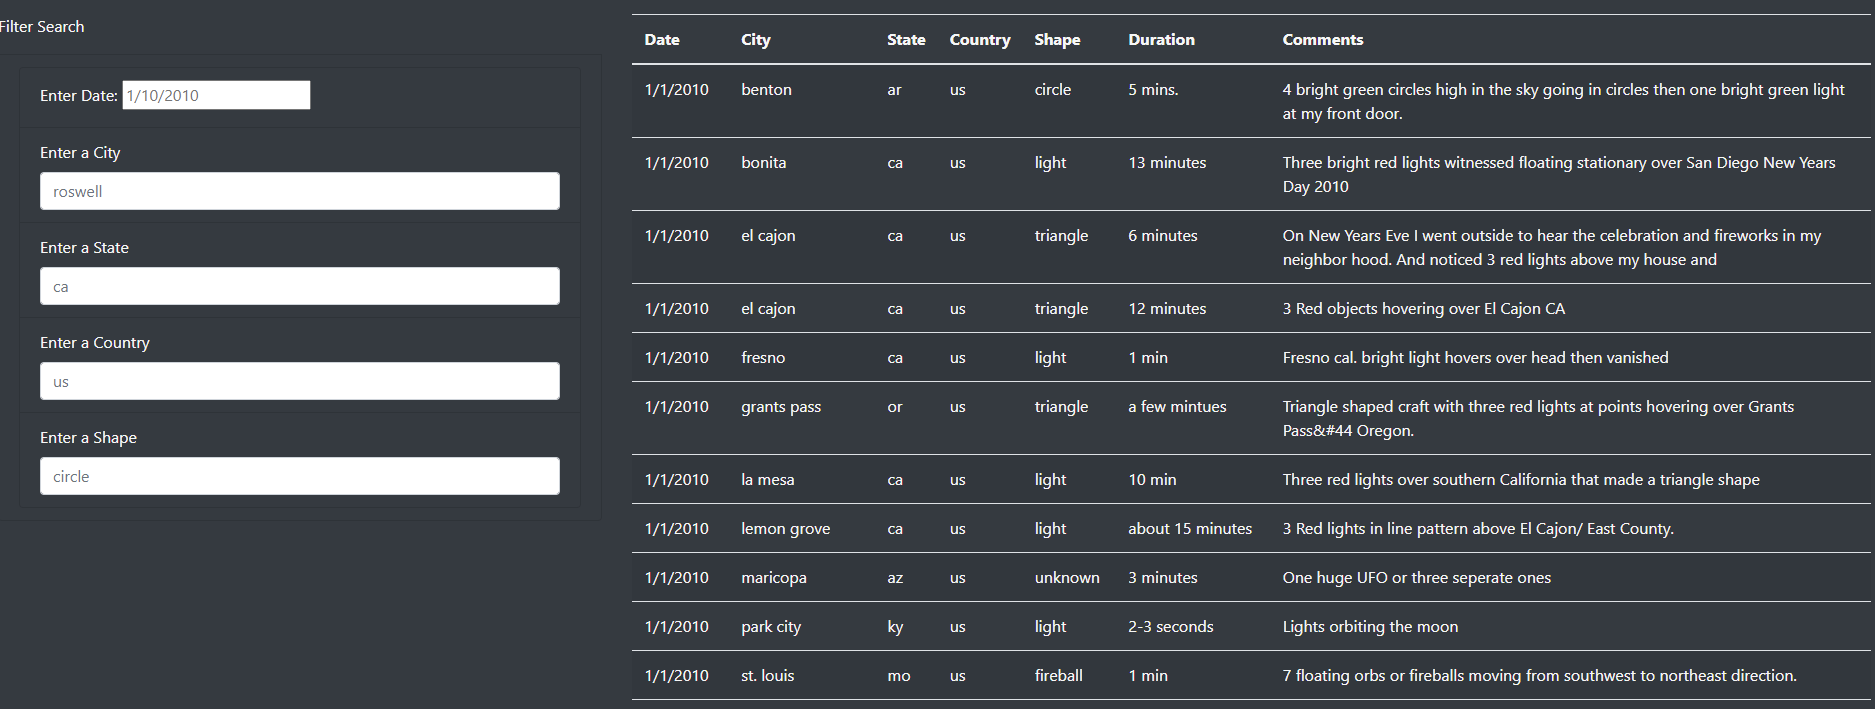 Filter Search
Enter Date: 1/10/2010
Enter a City
roswell
Enter a State
ca
Enter a Country
us
Enter a Shape
circle
Date City State Country Shape Duration Comments
1/1/2010 benton ar us circle 5 mins. 4 bright green circles high in the sky going in circles then one bright green light
at my front door.
1/1/2010 bonita ca us light 13 minutes Three bright red lights witnessed floating stationary over San Diego New Years
Day 2010
1/1/2010 el cajon ca us triangle 6 minutes On New Years Eve I went outside to hear the celebration and fireworks in my
neighbor hood. And noticed 3 red lights above my house and
1/1/2010 el cajon ca us triangle 12 minutes 3 Red objects hovering over El Cajon CA
1/1/2010 fresno ca us light 1 min Fresno cal. bright light hovers over head then vanished
1/1/2010 grants pass or us triangle a few mintues Triangle shaped craft with three red lights at points hovering over Grants
Pass&#44 Oregon.
1/1/2010 la mesa ca us light 10 min Three red lights over southern California that made a triangle shape
1/1/2010 lemon grove ca us light about 15 minutes 3 Red lights in line pattern above El Cajon/ East County.
1/1/2010 maricopa az us unknown 3 minutes One huge UFO or three seperate ones
1/1/2010 park city ky us light 2-3 seconds Lights orbiting the moon
1/1/2010 st. louis mo us fireball 1 min 7 floating orbs or fireballs moving from southwest to northeast direction.